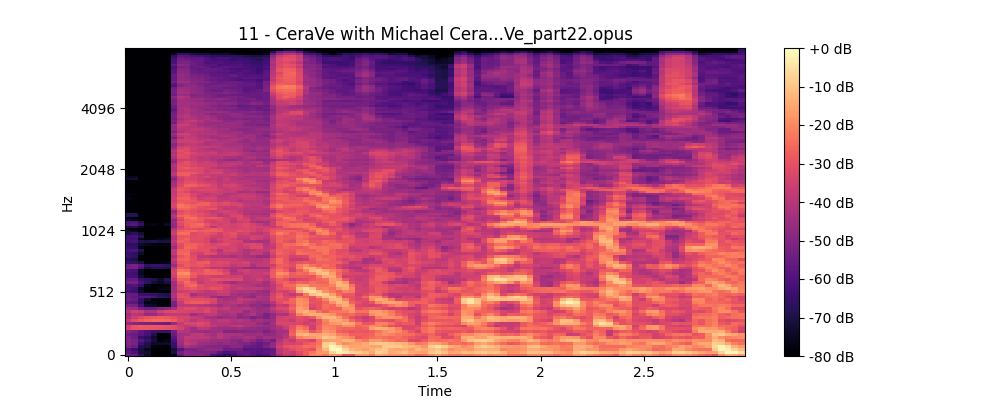 11 - CeraVe with Michael Cera...Ve_part22.opus
Hz
4096
2048
1024
512
0
0
0.5
1
1.5
2
2.5
Time
+0 dB
-10 dB
-20 dB
-30 dB
-40 dB
-50 dB
-60 dB
-70 dB
-80 dB